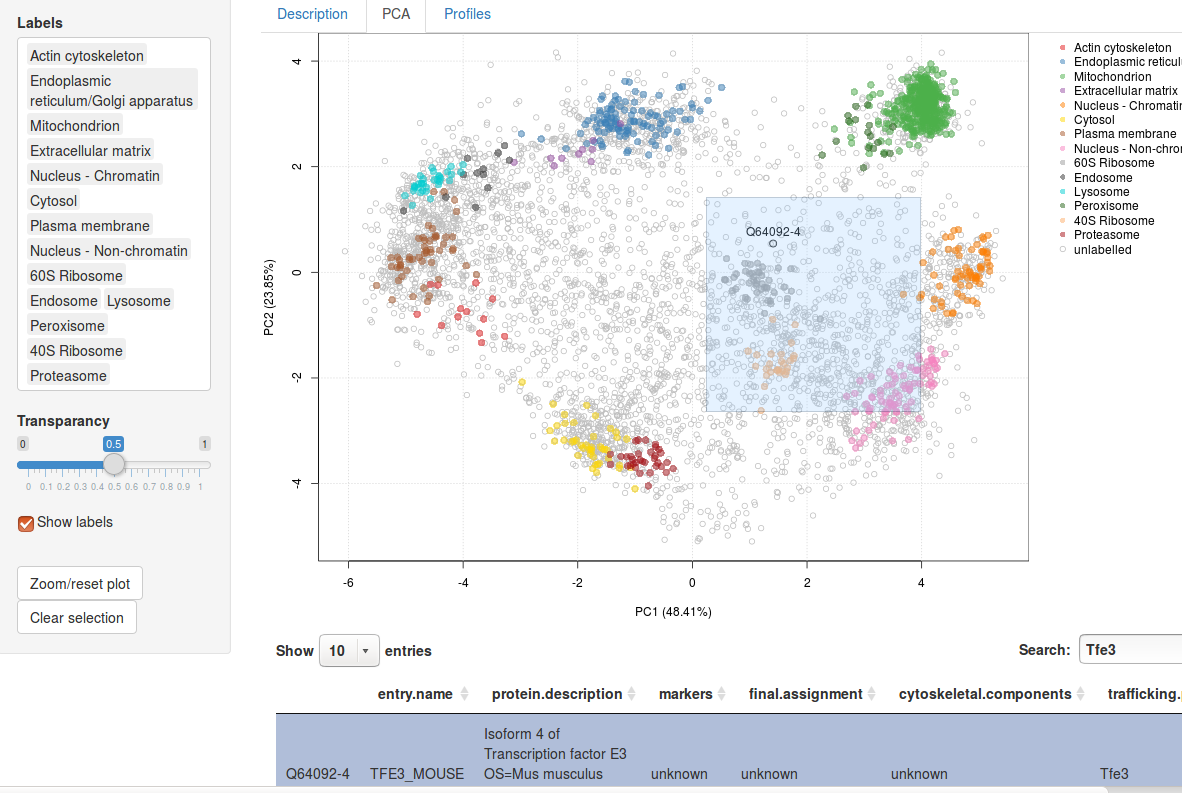 Labels
Actin cytoskeleton
Endoplasmic
reticulum/Golgi apparatus
Mitochondrion
Extracellular matrix
Nucleus - Chromatin
Cytosol
Plasma membrane
Nucleus - Non-chromatin
60S Ribosome
Endosome Lysosome
Peroxisome
40S Ribosome
Proteasome
Transparancy
0 0.5 1
0 0.1 0.2 0.3 0.4 0.5 0.6 0.7 0.8 0.9 1
Show labels
Zoom/reset plot
Clear selection
Description PCA Profiles
PC2 (23.85%)
4
2
0
-2
-4
Q64092-4
-6 -4 -2 0 2 4
PC1 (48.41%)
Actin cytoskeleton
Endoplasmic reticul
Mitochondrion
Extracellular matrix
Nucleus - Chromatin
Cytosol
Plasma membrane
Nucleus - Non-chror
60S Ribosome
Endosome
Lysosome
Peroxisome
40S Ribosome
Proteasome
unlabelled
Show 10 entries
Search: Tfe3
entry.name protein.description markers final.assignment cytoskeletal.components trafficking.
Isoform 4 of
Transcription factor E3
Q64092-4 TFE3_MOUSE OS=Mus musculus unknown unknown unknown Tfe3